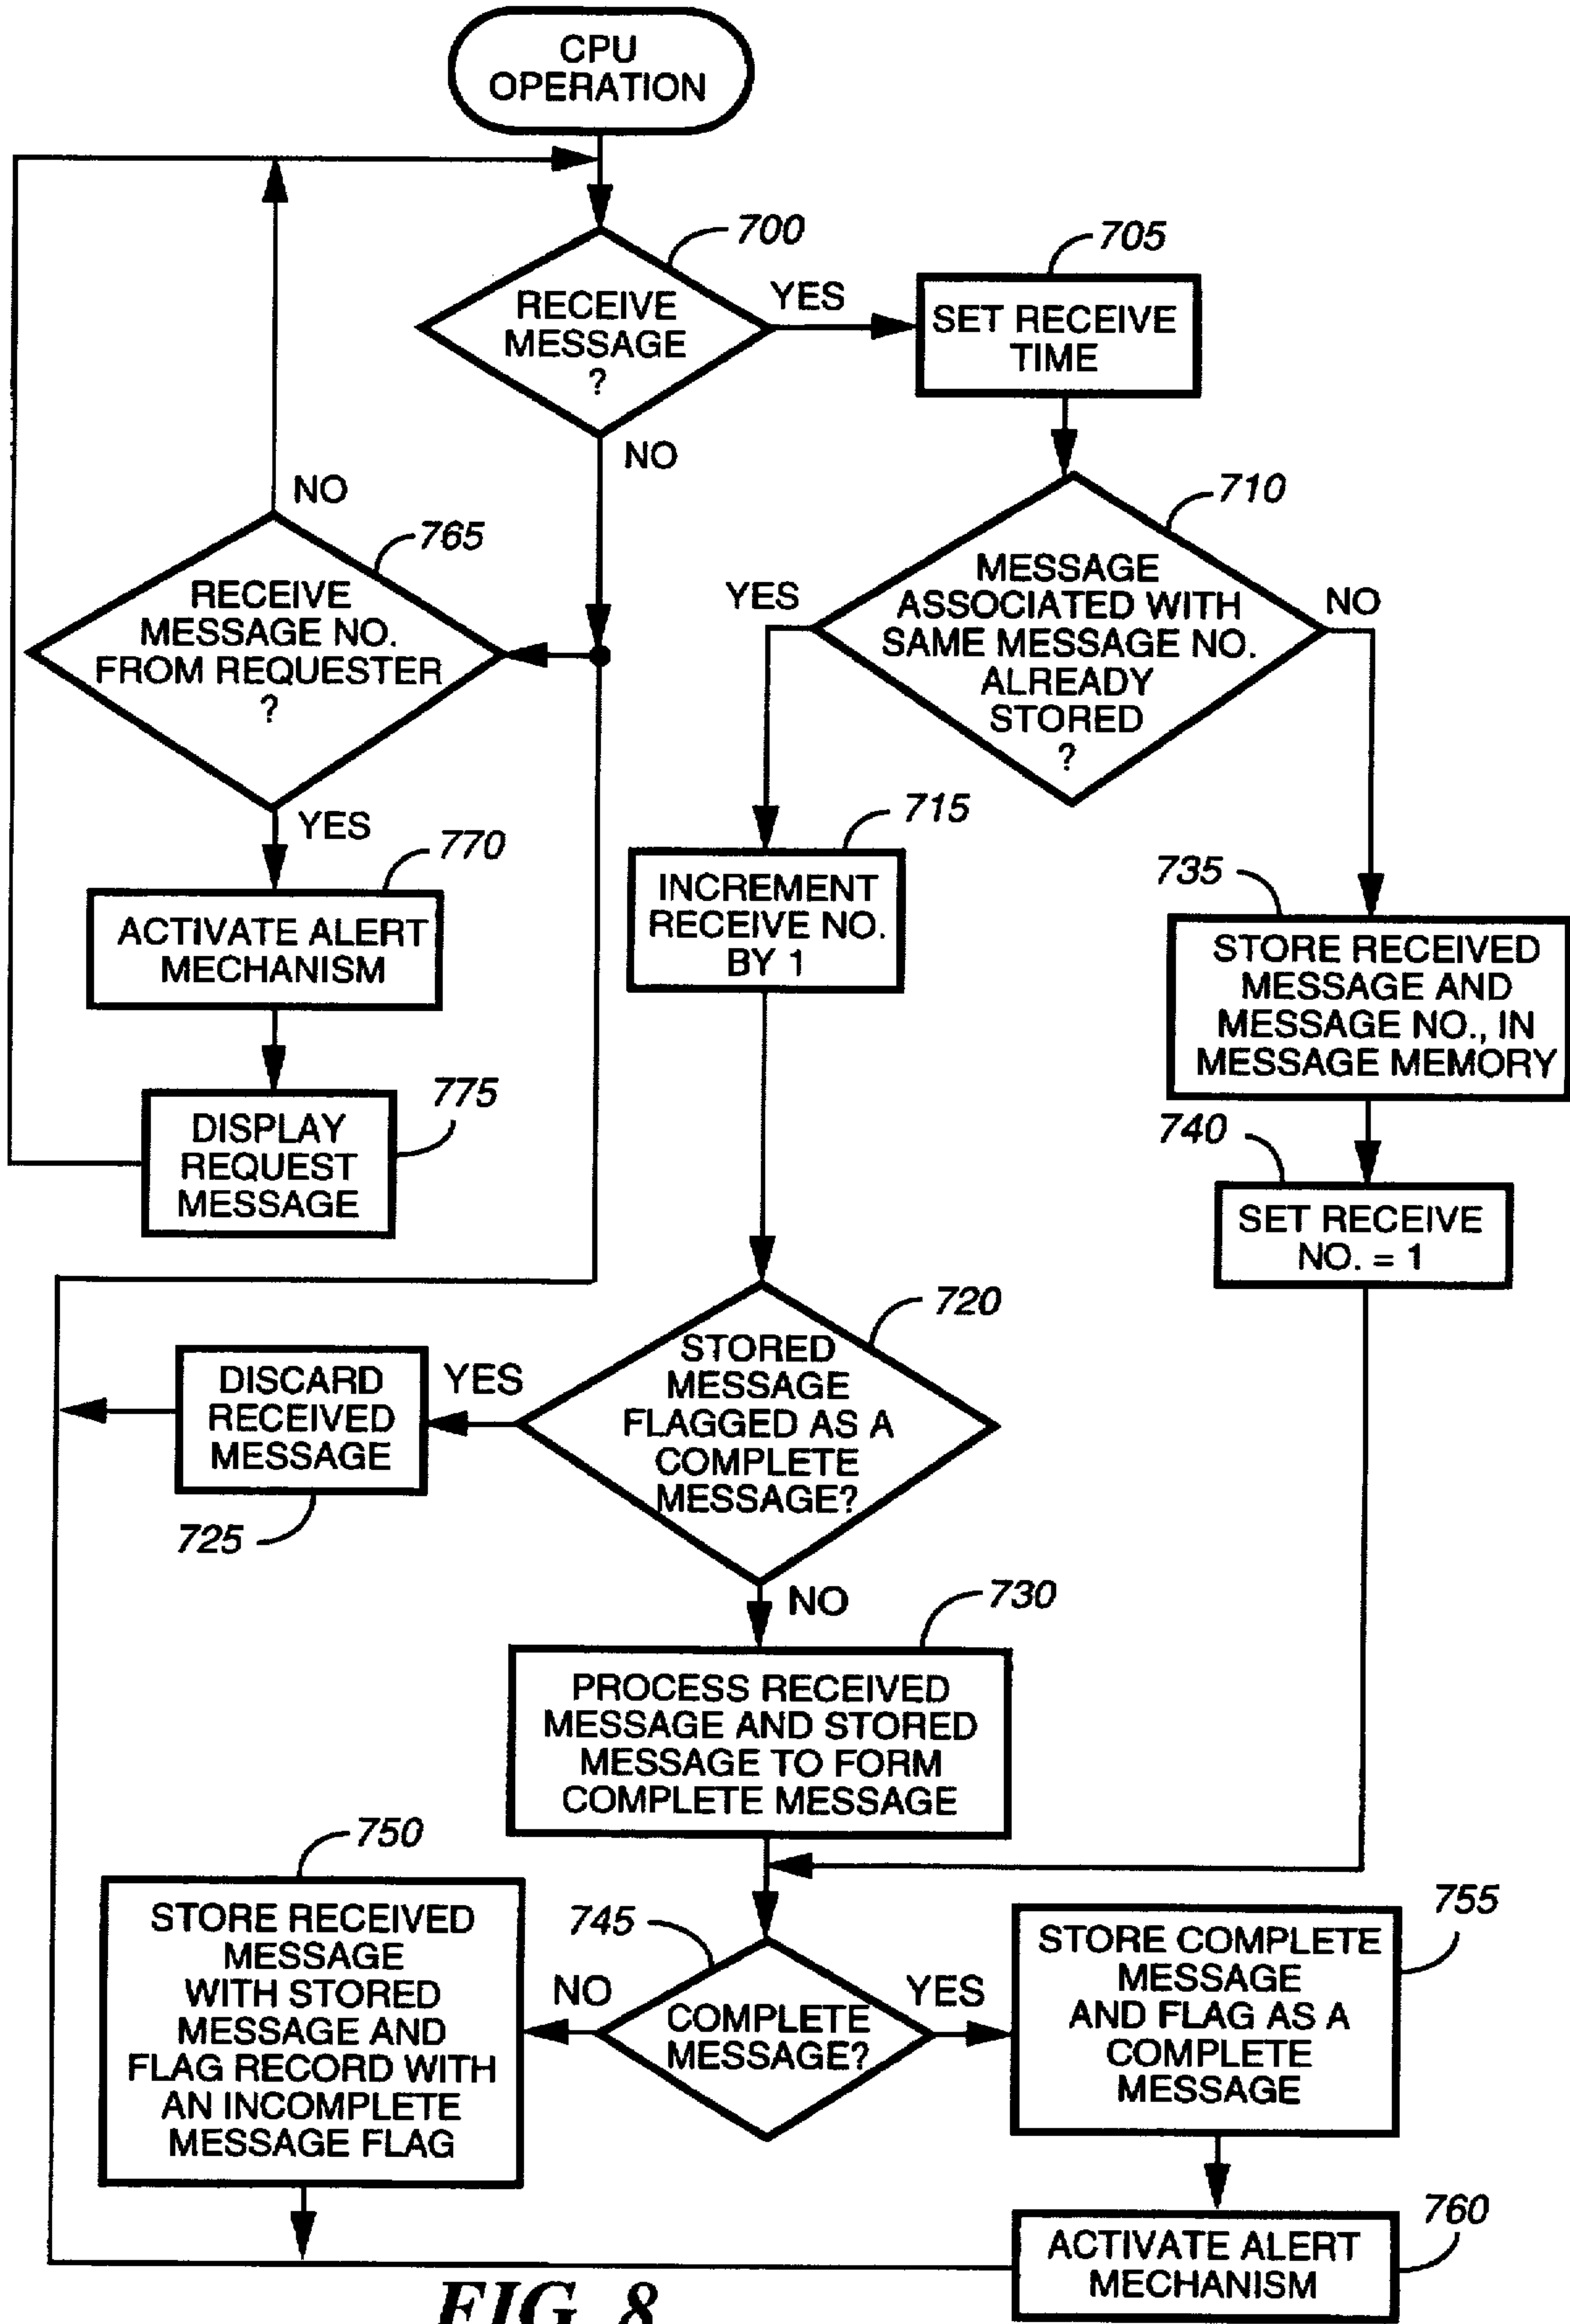 CPU
OPERATION
700
RECEIVE
MESSAGE
?
YES
NO
705
SET RECEIVE
TIME
710
MESSAGE
ASSOCIATED WITH
SAME MESSAGE NO.
ALREADY
STORED
?
YES
NO
765
NO
RECEIVE
MESSAGE NO.
FROM REQUESTER
?
YES
770
ACTIVATE ALERT
MECHANISM
775
DISPLAY
REQUEST
MESSAGE
715
INCREMENT
RECEIVE NO.
BY 1
735
STORE RECEIVED
MESSAGE AND
MESSAGE NO., IN
MESSAGE MEMORY
740
SET RECEIVE
NO. = 1
720
STORED
MESSAGE
FLAGGED AS A
COMPLETE
MESSAGE?
YES
DISCARD
RECEIVED
MESSAGE
725
NO
730
PROCESS RECEIVED
MESSAGE AND STORED
MESSAGE TO FORM
COMPLETE MESSAGE
750
STORE RECEIVED
MESSAGE
WITH STORED
MESSAGE AND
FLAG RECORD WITH
AN INCOMPLETE
MESSAGE FLAG
745
NO
COMPLETE
MESSAGE?
YES
755
STORE COMPLETE
MESSAGE
AND FLAG AS A
COMPLETE
MESSAGE
760
ACTIVATE ALERT
MECHANISM
FIG. 8